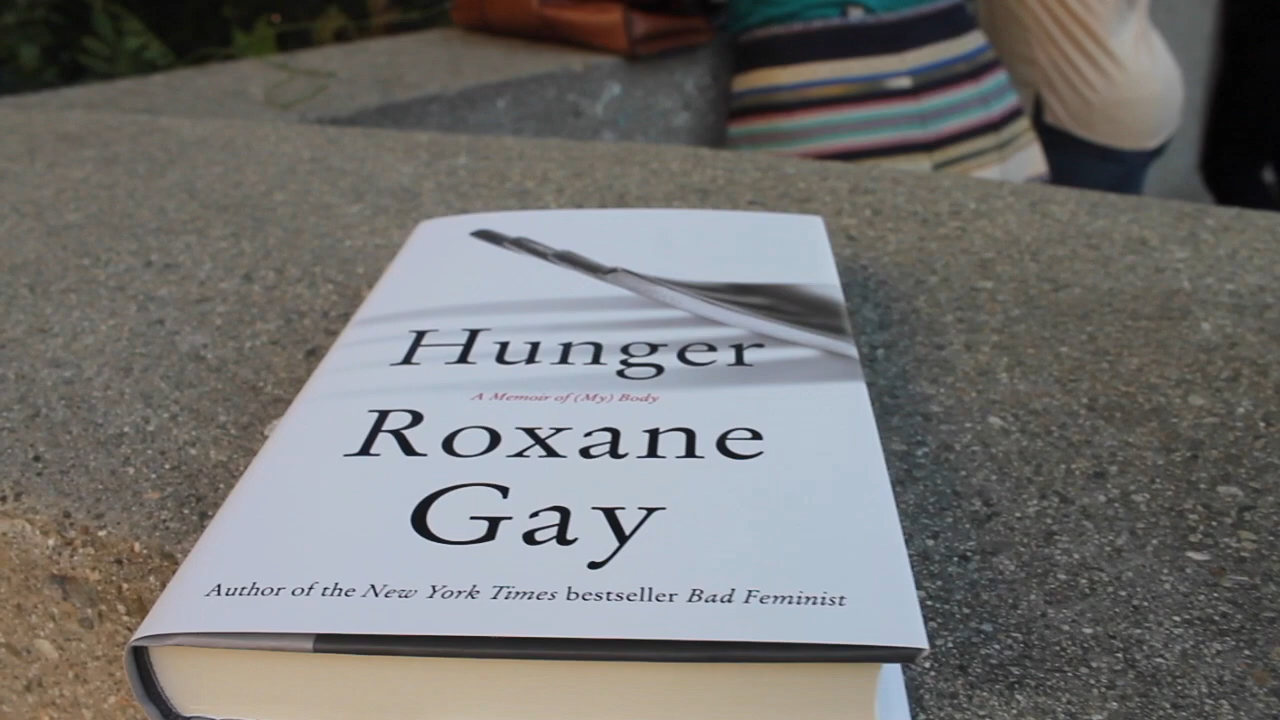 Hunger
A Memoir of (My) Body
Roxane
Gay
Author of the New York Times bestseller Bad Feminist